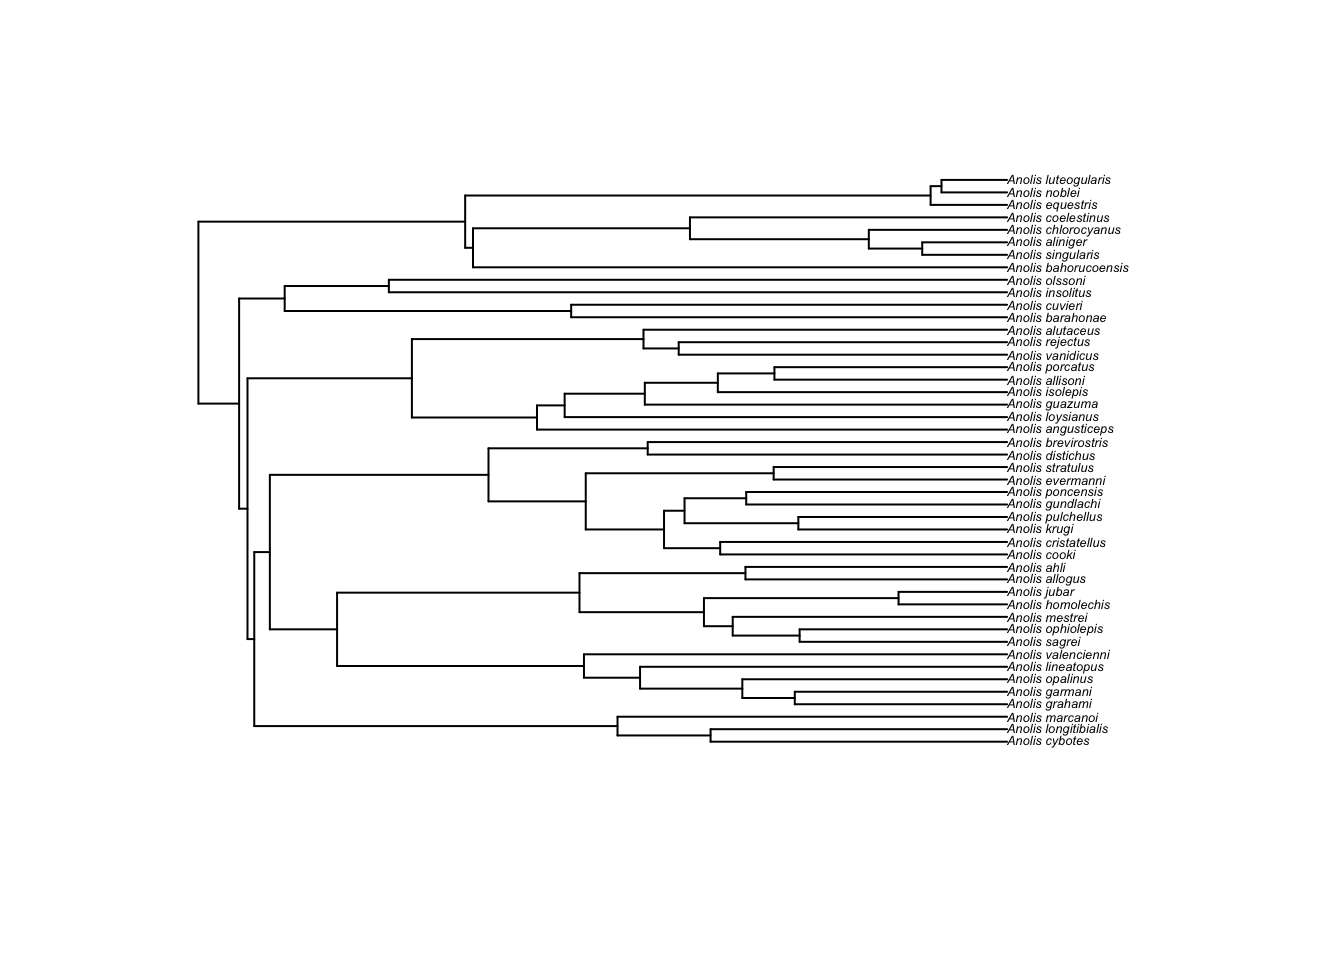 Anolis luteogularis
Anolis noblei
Anolis equestris
Anolis coelestinus
Anolis chlorocyanus
Anolis aliniger
Anolis singularis
Anolis bahorucoensis
Anolis olssoni
Anolis insolitus
Anolis cuvieri
Anolis barahonae
Anolis alutaceus
Anolis rejectus
Anolis vanidicus
Anolis porcatus
Anolis allisoni
Anolis isolepis
Anolis guazuma
Anolis loysianus
Anolis angusticeps
Anolis brevirostris
Anolis distichus
Anolis stratulus
Anolis evermanni
Anolis poncensis
Anolis gundlachi
Anolis pulchellus
Anolis krugi
Anolis cristatellus
Anolis cooki
Anolis ahli
Anolis allogus
Anolis jubar
Anolis homolechis
Anolis mestrei
Anolis ophiolepis
Anolis sagrei
Anolis valencienni
Anolis lineatopus
Anolis opalinus
Anolis garmani
Anolis grahami
Anolis marcanoi
Anolis longitibialis
Anolis cybotes